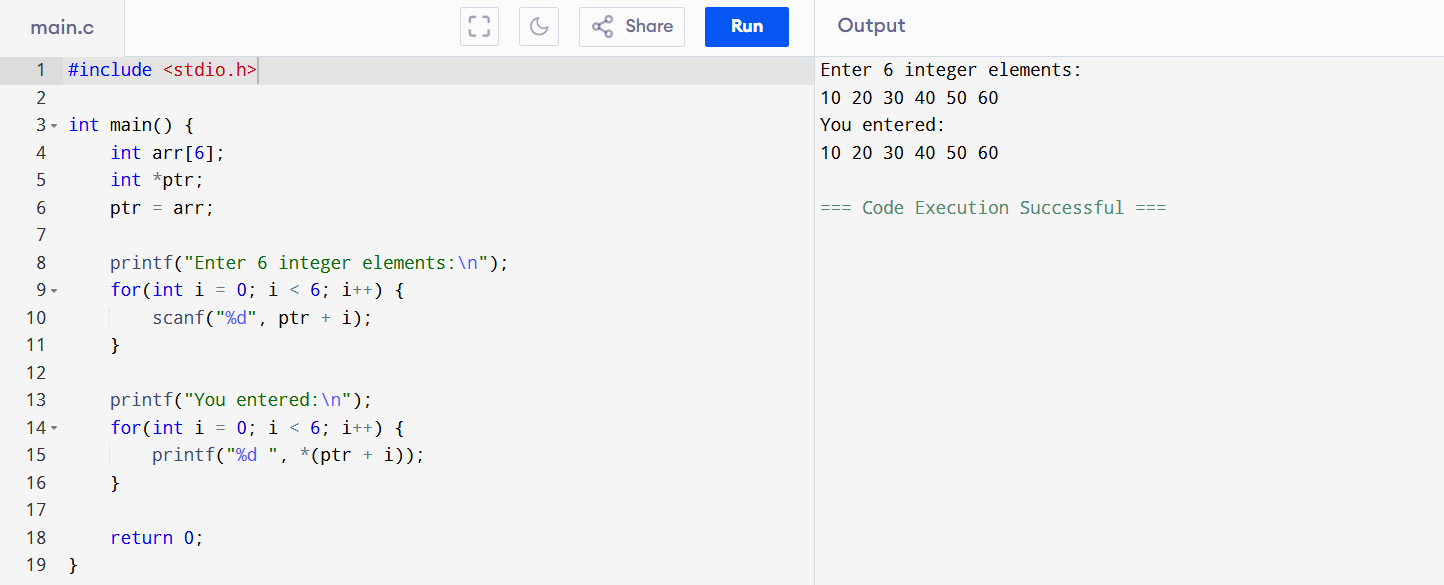 main.c
Share
Run
Output
1 #include <stdio.h>
2
3 int main() {
4     int arr[6];
5     int *ptr;
6     ptr = arr;
7
8     printf("Enter 6 integer elements:\n");
9     for(int i = 0; i < 6; i++) {
10         scanf("%d", ptr + i);
11     }
12
13     printf("You entered:\n");
14     for(int i = 0; i < 6; i++) {
15         printf("%d ", *(ptr + i));
16     }
17
18     return 0;
19 }
Enter 6 integer elements:
10 20 30 40 50 60
You entered:
10 20 30 40 50 60
=== Code Execution Successful ===